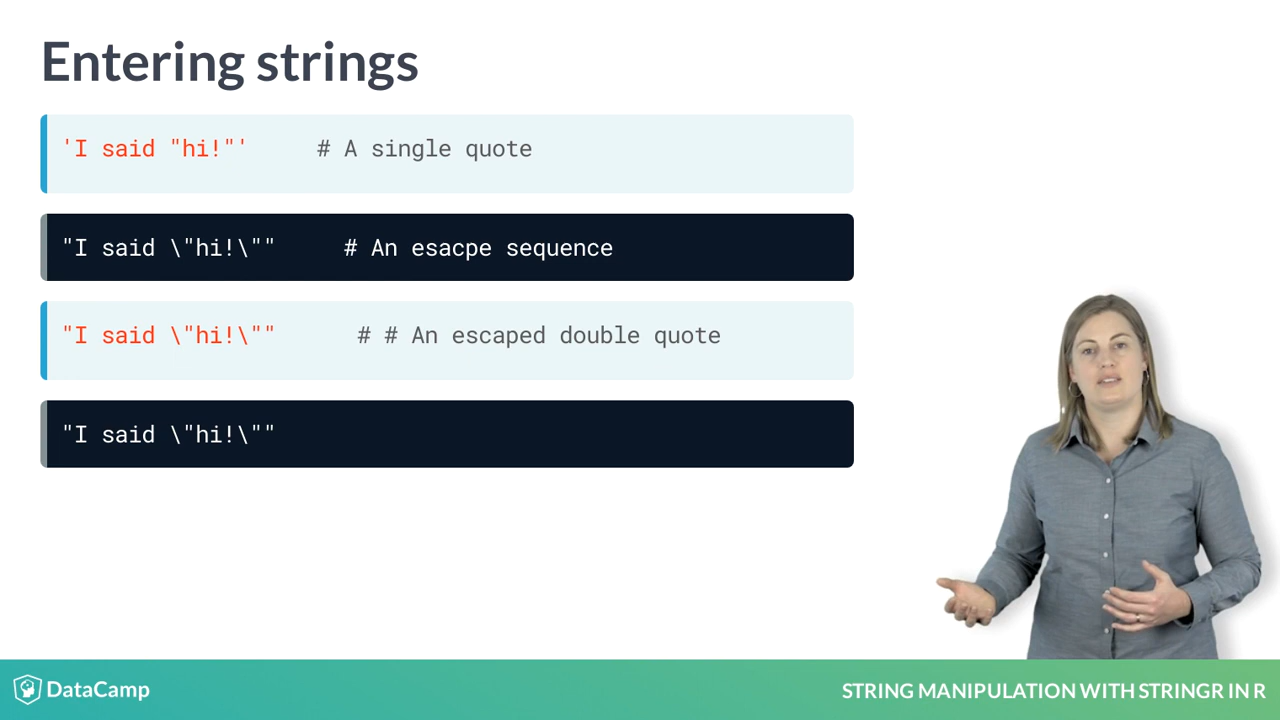 Entering strings
'I said "hi!"'     # A single quote
"I said \"hi!\""     # An esacpe sequence
"I said \"hi!\""      # # An escaped double quote
"I said \"hi!\""
DataCamp
STRING MANIPULATION WITH STRINGR IN R